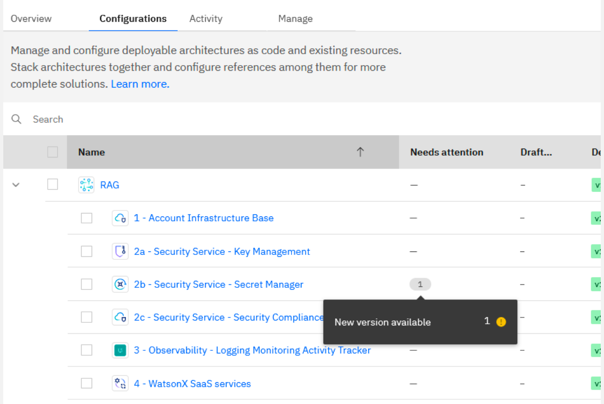 Overview Configurations Activity Manage
Manage and configure deployable architectures as code and existing resources.
Stack architectures together and configure references among them for more
complete solutions. Learn more.
Search
Name Needs attention Draft...
RAG – –
1 - Account Infrastructure Base – –
2a - Security Service - Key Management – –
2b - Security Service - Secret Manager 1 –
2c - Security Service - Security Compliance
New version available 1
3 - Observability - Logging Monitoring Activity Tracker – –
4 - WatsonX SaaS services – –